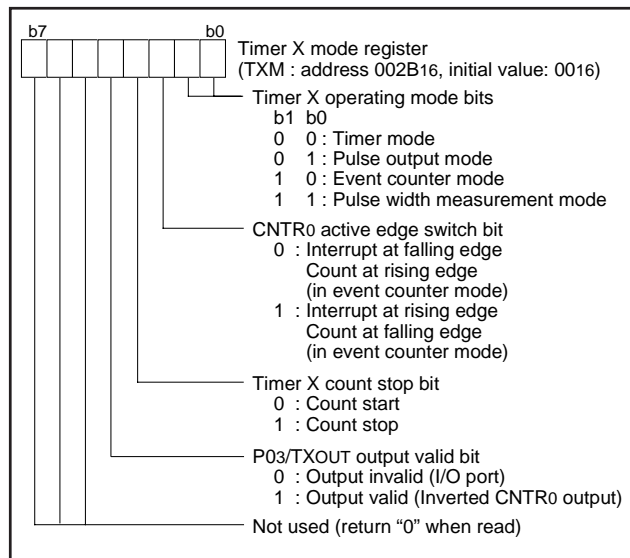 b7 b0
Timer X mode register
(TXM : address 002B16, initial value: 0016)
Timer X operating mode bits
b1 b0
0 0 : Timer mode
0 1 : Pulse output mode
1 0 : Event counter mode
1 1 : Pulse width measurement mode
CNTR0 active edge switch bit
0 : Interrupt at falling edge
Count at rising edge
(in event counter mode)
1 : Interrupt at rising edge
Count at falling edge
(in event counter mode)
Timer X count stop bit
0 : Count start
1 : Count stop
P03/TXOUT output valid bit
0 : Output invalid (I/O port)
1 : Output valid (Inverted CNTR0 output)
Not used (return “0” when read)